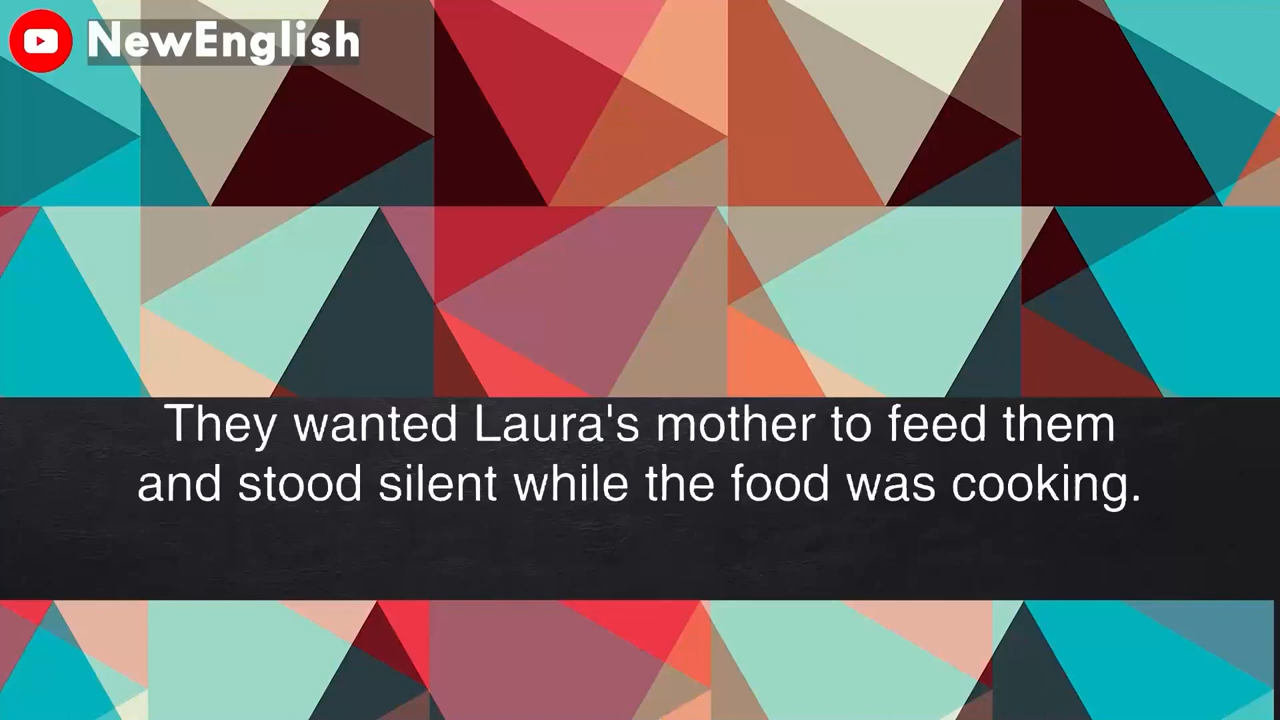 NewEnglish
They wanted Laura's mother to feed them
and stood silent while the food was cooking.